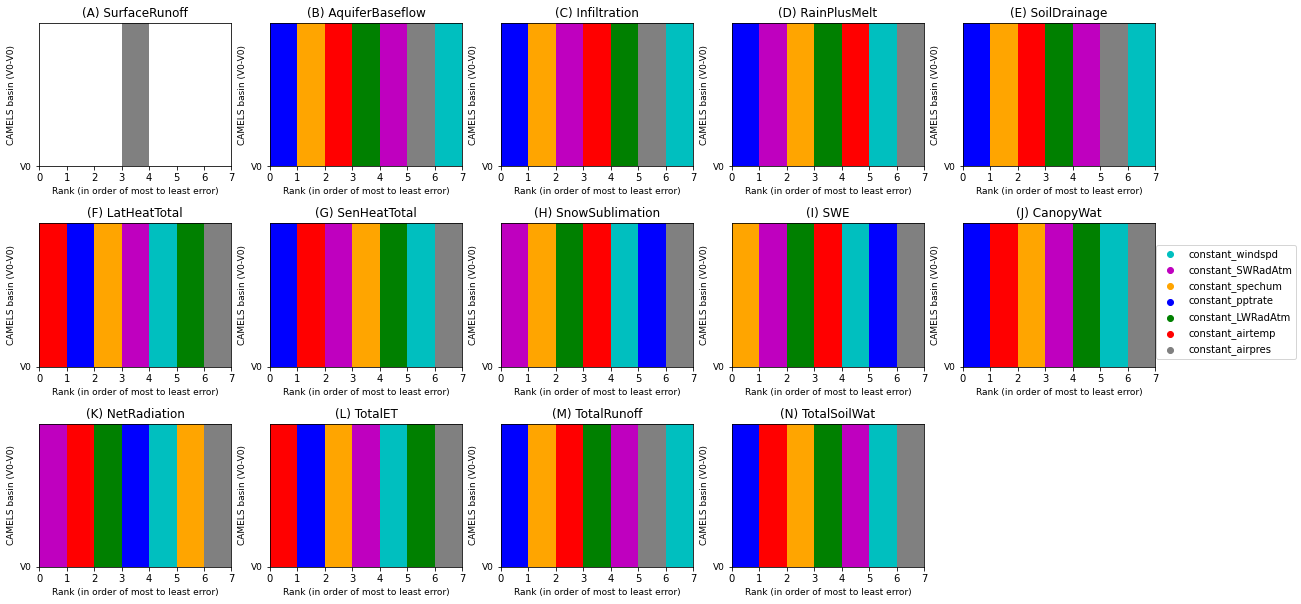 (A) SurfaceRunoff
(B) AquiferBaseflow
(C) Infiltration
(D) RainPlusMelt
(E) SoilDrainage
CAMELS basin (V0-V0)
CAMELS basin (V0-V0)
CAMELS basin (V0-V0)
CAMELS basin (V0-V0)
CAMELS basin (V0-V0)
V0
V0
V0
V0
V0
0 1 2 3 4 5 6 7
0 1 2 3 4 5 6 7
0 1 2 3 4 5 6 7
0 1 2 3 4 5 6 7
0 1 2 3 4 5 6 7
Rank (in order of most to least error)
Rank (in order of most to least error)
Rank (in order of most to least error)
Rank (in order of most to least error)
Rank (in order of most to least error)
(F) LatHeatTotal
(G) SenHeatTotal
(H) SnowSublimation
(I) SWE
(J) CanopyWat
CAMELS basin (V0-V0)
CAMELS basin (V0-V0)
CAMELS basin (V0-V0)
CAMELS basin (V0-V0)
CAMELS basin (V0-V0)
V0
V0
V0
V0
V0
0 1 2 3 4 5 6 7
0 1 2 3 4 5 6 7
0 1 2 3 4 5 6 7
0 1 2 3 4 5 6 7
0 1 2 3 4 5 6 7
Rank (in order of most to least error)
Rank (in order of most to least error)
Rank (in order of most to least error)
Rank (in order of most to least error)
Rank (in order of most to least error)
constant_windspd
constant_SWRadAtm
constant_spechum
constant_pptrate
constant_LWRadAtm
constant_airtemp
constant_airpres
(K) NetRadiation
(L) TotalET
(M) TotalRunoff
(N) TotalSoilWat
CAMELS basin (V0-V0)
CAMELS basin (V0-V0)
CAMELS basin (V0-V0)
CAMELS basin (V0-V0)
V0
V0
V0
V0
0 1 2 3 4 5 6 7
0 1 2 3 4 5 6 7
0 1 2 3 4 5 6 7
0 1 2 3 4 5 6 7
Rank (in order of most to least error)
Rank (in order of most to least error)
Rank (in order of most to least error)
Rank (in order of most to least error)